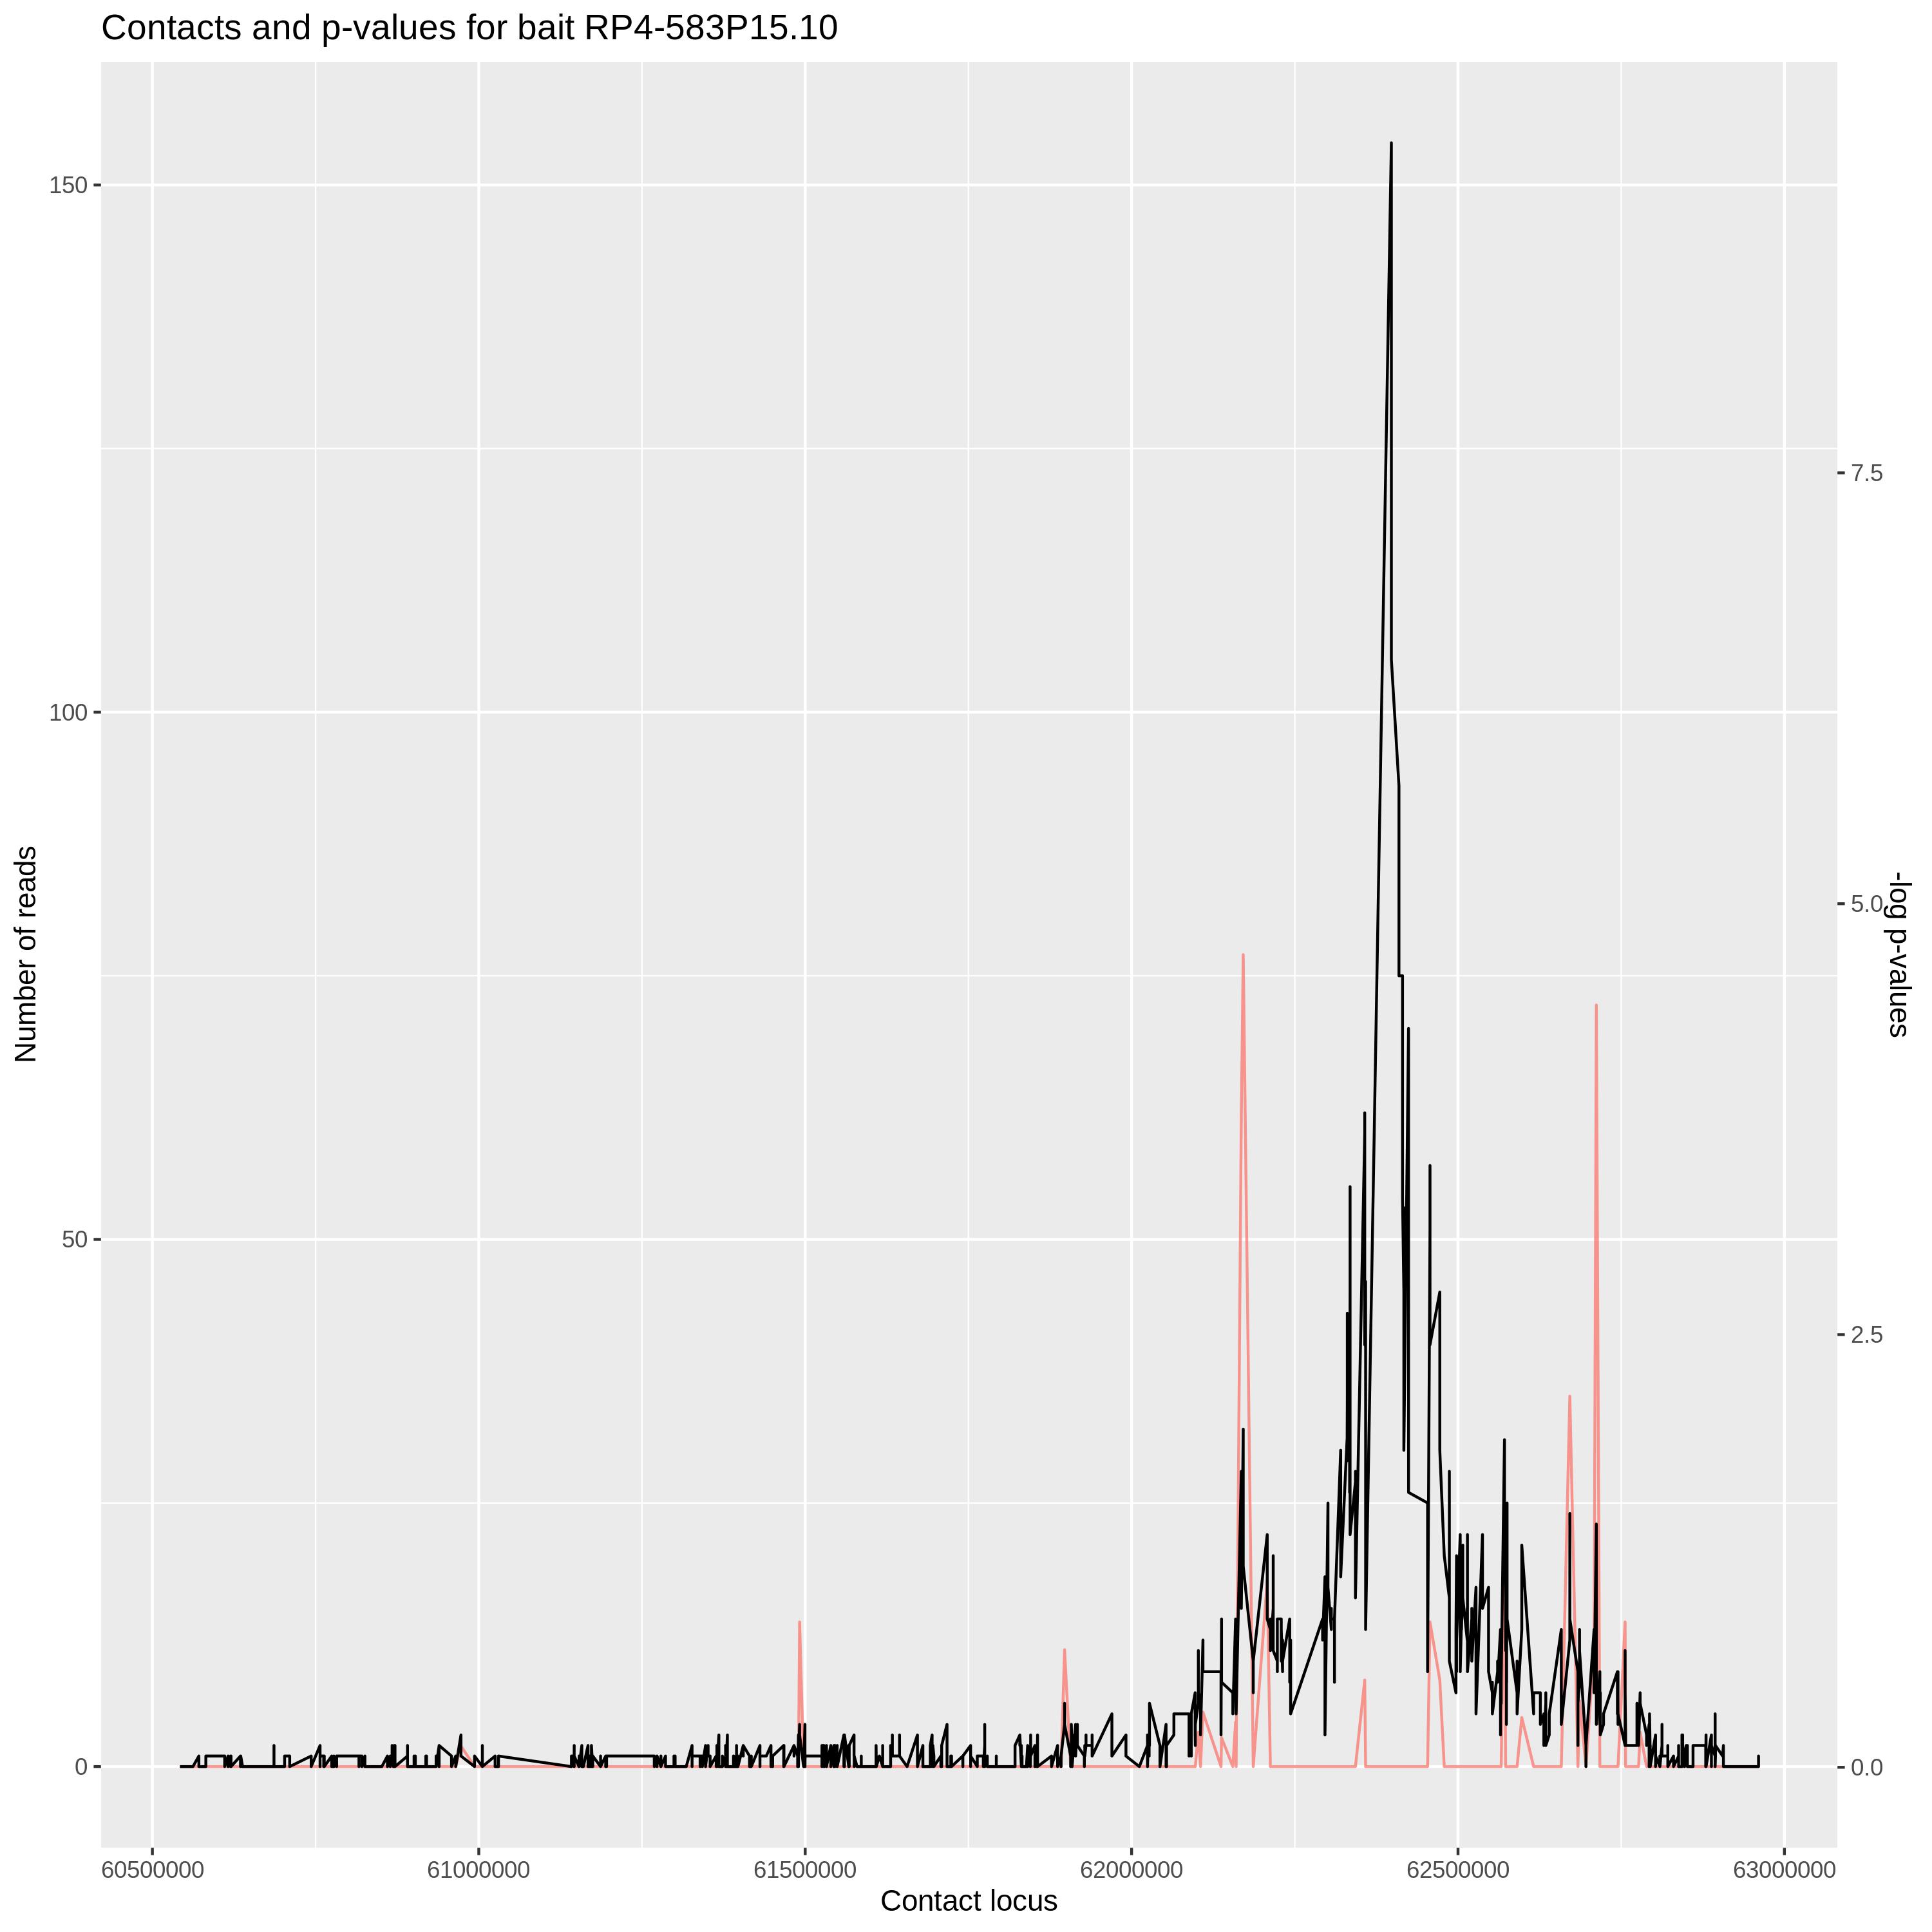 Contacts and p-values for bait RP4-583P15.10
150
100
50
0
Number of reads
7.5
5.0
2.5
0.0
-log p-values
60500000 61000000 61500000 62000000 62500000 63000000
Contact locus